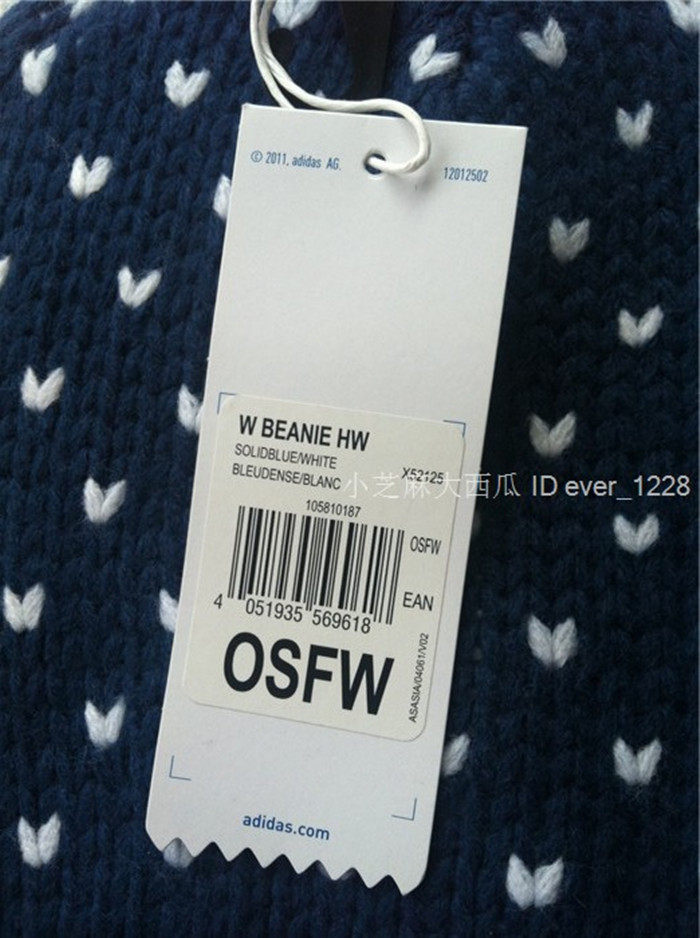 © 2011, adidas AG.
12012502
W BEANIE HW
SOLIDBLUE/WHITE
BLEUDENSE/BLANC
X52125
小芝麻大西瓜 ID ever_1228
105810187
OSFW
4 051935 569618
EAN
OSFW
ASASIA/04061/V02
adidas.com